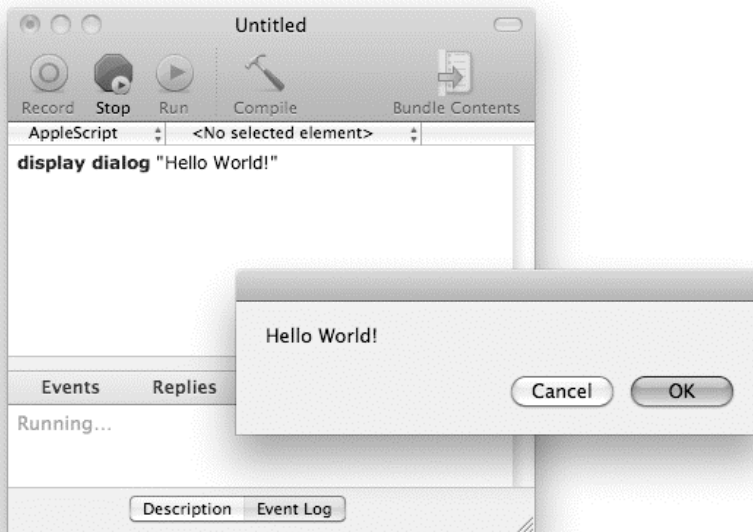 Untitled
Record Stop Run Compile Bundle Contents
AppleScript <No selected element>
display dialog "Hello World!"
Hello World!
Cancel OK
Events Replies
Running...
Description Event Log